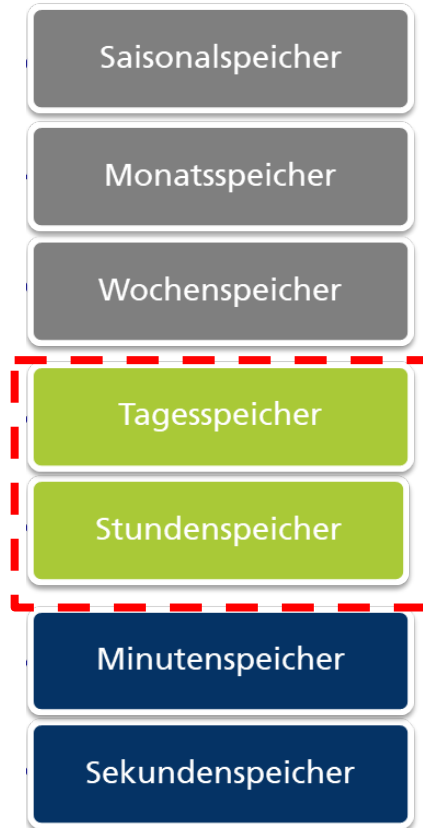 Saisonalspeicher
Monatsspeicher
Wochenspeicher
Tagesspeicher
Stundenspeicher
Minutenspeicher
Sekundenspeicher